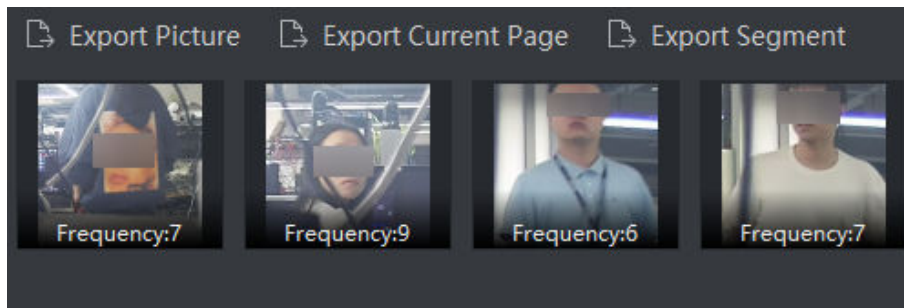 Export Picture Export Current Page Export Segment
Frequency:7 Frequency:9 Frequency:6 Frequency:7